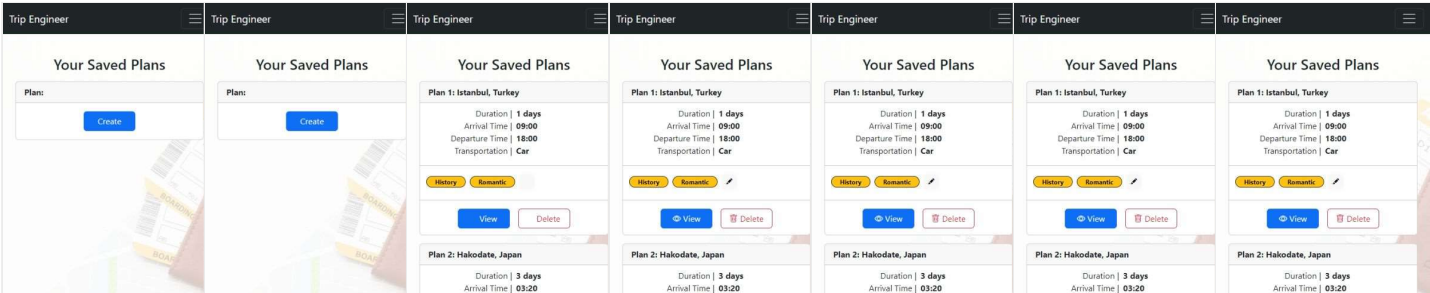 Trip Engineer
Your Saved Plans
Plan:
Create
Trip Engineer
Your Saved Plans
Plan:
Create
Trip Engineer
Your Saved Plans
Plan 1: Istanbul, Turkey
Duration | 1 days
Arrival Time | 09:00
Departure Time | 18:00
Transportation | Car
History Romantic
View Delete
Plan 2: Hakodate, Japan
Duration | 3 days
Arrival Time | 03:20
Trip Engineer
Your Saved Plans
Plan 1: Istanbul, Turkey
Duration | 1 days
Arrival Time | 09:00
Departure Time | 18:00
Transportation | Car
History Romantic
View Delete
Plan 2: Hakodate, Japan
Duration | 3 days
Arrival Time | 03:20
Trip Engineer
Your Saved Plans
Plan 1: Istanbul, Turkey
Duration | 1 days
Arrival Time | 09:00
Departure Time | 18:00
Transportation | Car
History Romantic
View Delete
Plan 2: Hakodate, Japan
Duration | 3 days
Arrival Time | 03:20
Trip Engineer
Your Saved Plans
Plan 1: Istanbul, Turkey
Duration | 1 days
Arrival Time | 09:00
Departure Time | 18:00
Transportation | Car
History Romantic
View Delete
Plan 2: Hakodate, Japan
Duration | 3 days
Arrival Time | 03:20
Trip Engineer
Your Saved Plans
Plan 1: Istanbul, Turkey
Duration | 1 days
Arrival Time | 09:00
Departure Time | 18:00
Transportation | Car
History Romantic
View Delete
Plan 2: Hakodate, Japan
Duration | 3 days
Arrival Time | 03:20